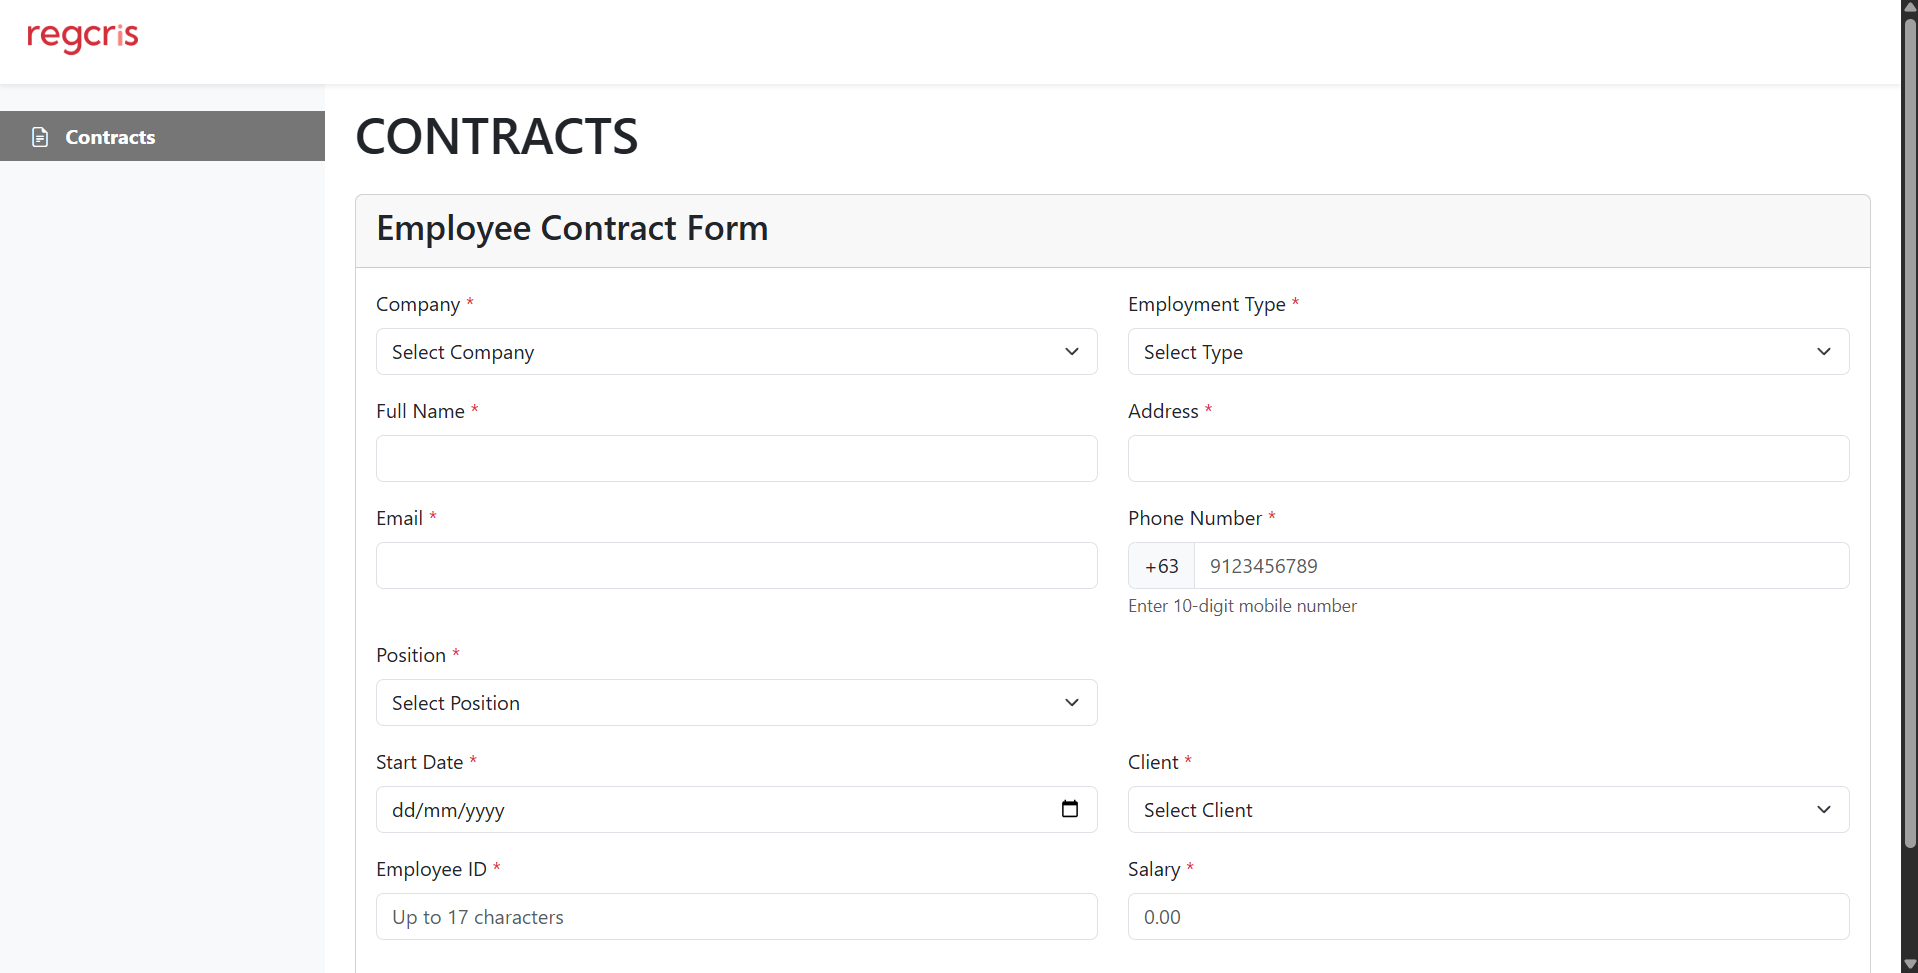 regcris
Contracts
CONTRACTS
Employee Contract Form
Company *
Employment Type *
Select Company
Select Type
Full Name *
Address *
Email *
Phone Number *
+63
9123456789
Enter 10-digit mobile number
Position *
Select Position
Start Date *
Client *
dd/mm/yyyy
Select Client
Employee ID *
Salary *
Up to 17 characters
0.00